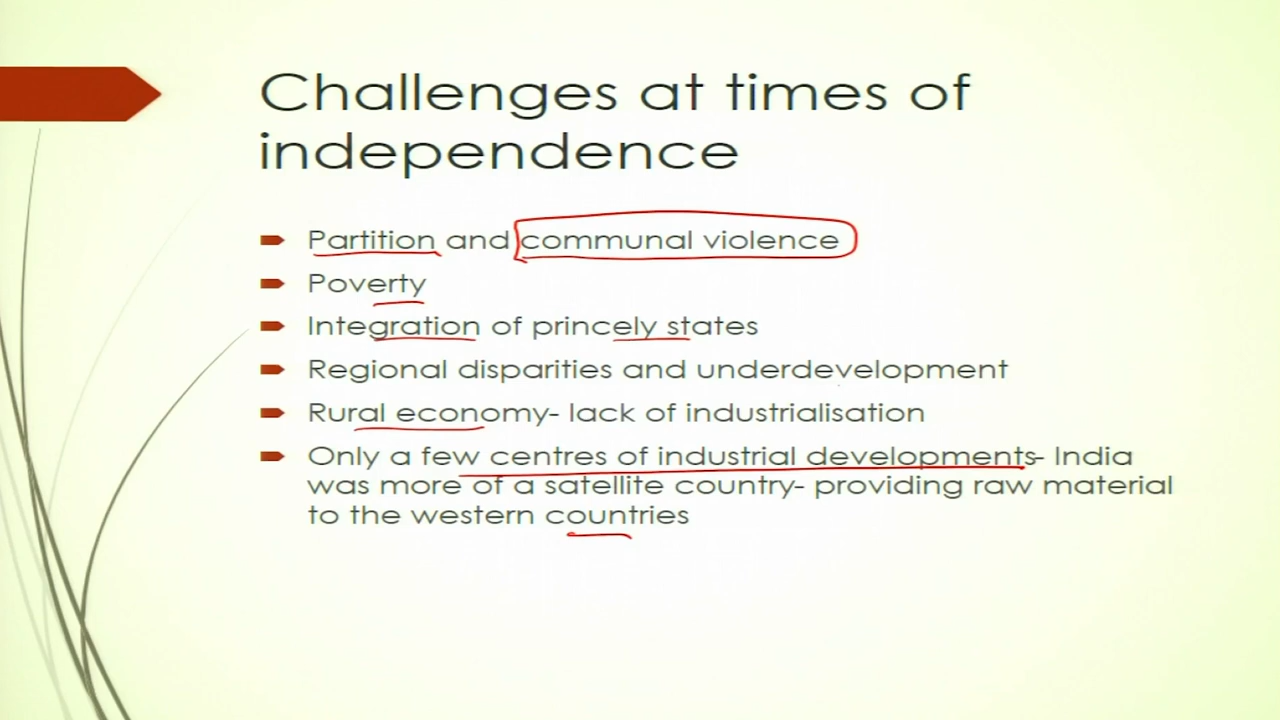 Challenges at times of
independence
Partition and communal violence
Poverty
Integration of princely states
Regional disparities and underdevelopment
Rural economy- lack of industrialisation
Only a few centres of industrial developments- India
was more of a satellite country- providing raw material
to the western countries